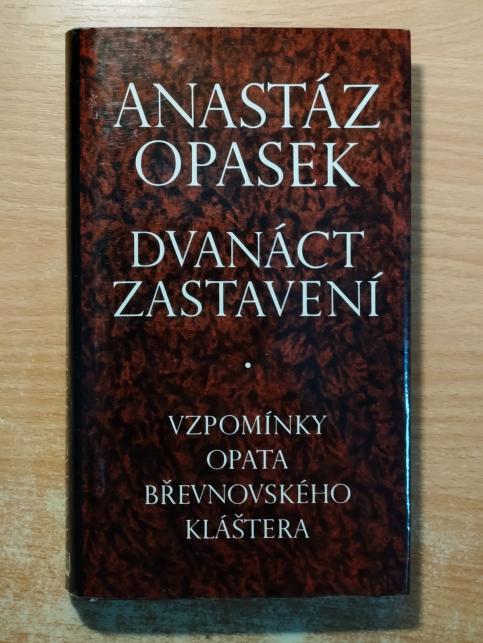 ANASTÁZ
OPASEK
DVANÁCT
ZASTAVENÍ
•
VZPOMÍNKY
OPATA
BŘEVNOVSKÉHO
KLÁŠTERA